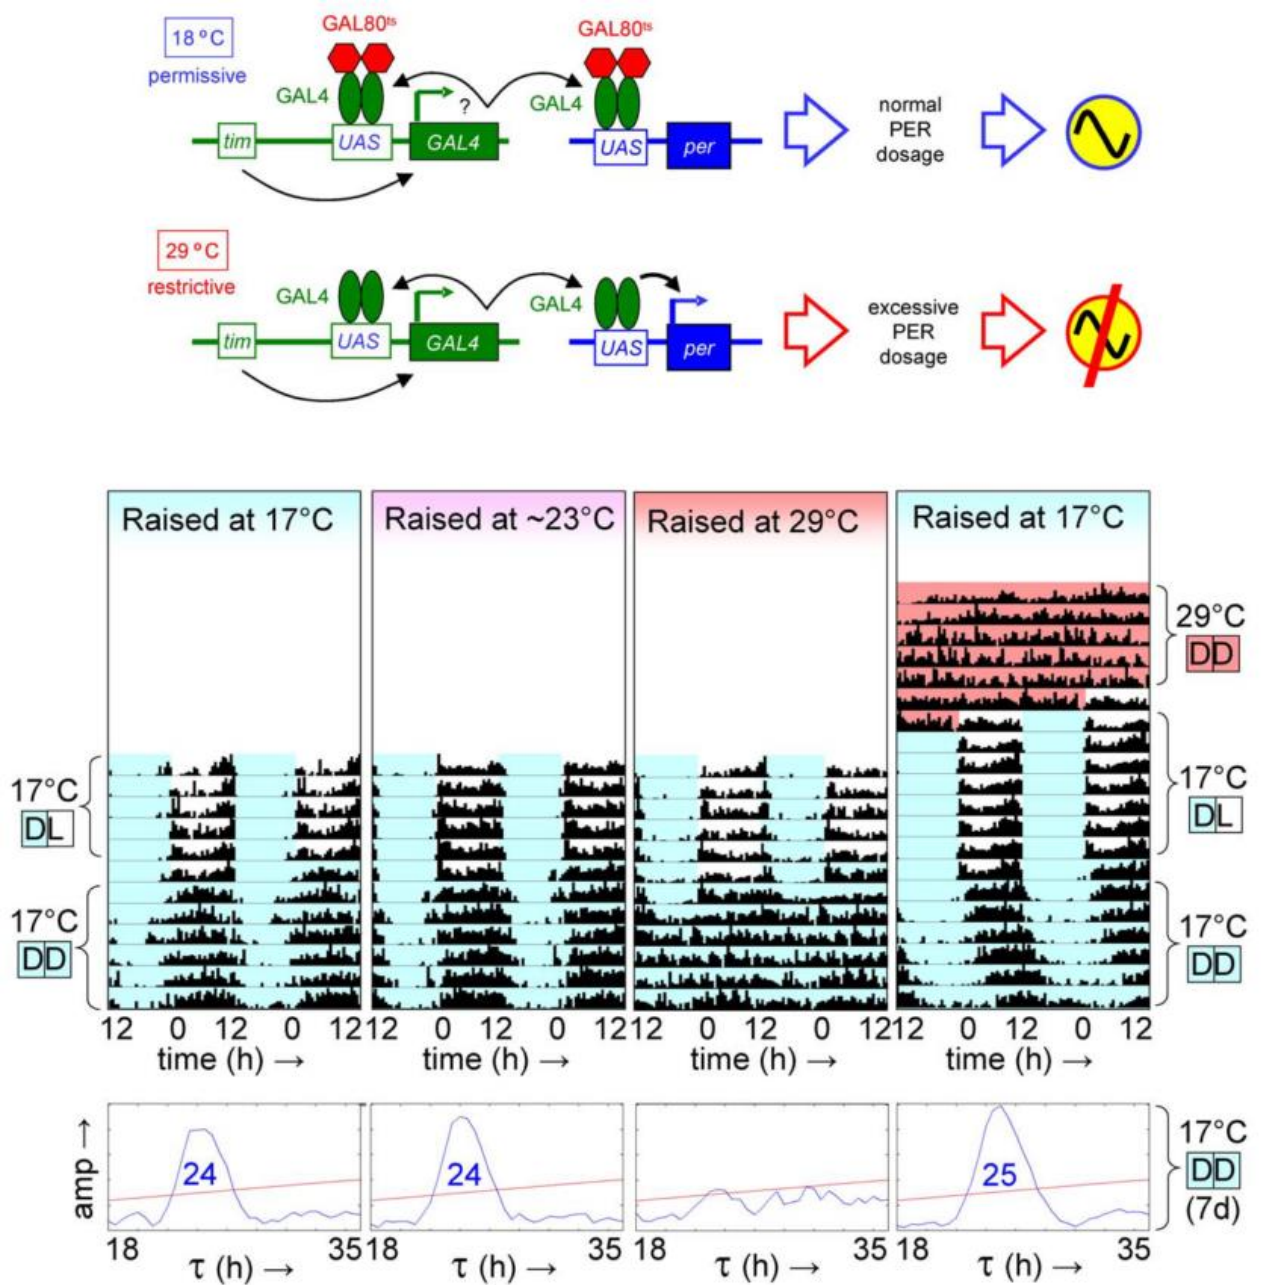 GAL80ts
GAL80ts
18 ºC
permissive
GAL4
?
GAL4
tim
UAS
GAL4
UAS
per
normal
PER
dosage
29 ºC
restrictive
GAL4
GAL4
tim
UAS
GAL4
UAS
per
excessive
PER
dosage
Raised at 17°C
Raised at ~23°C
Raised at 29°C
Raised at 17°C
29°C
DD
17°C
DL
17°C
DL
17°C
DD
17°C
DD
12 0 12 0 12
12 0 12 0 12
12 0 12 0 12
12 0 12 0 12
time (h) →
time (h) →
time (h) →
time (h) →
amp →
24
24
25
17°C
DD
(7d)
18 35
18 35
18 35
18 35
τ (h) →
τ (h) →
τ (h) →
τ (h) →